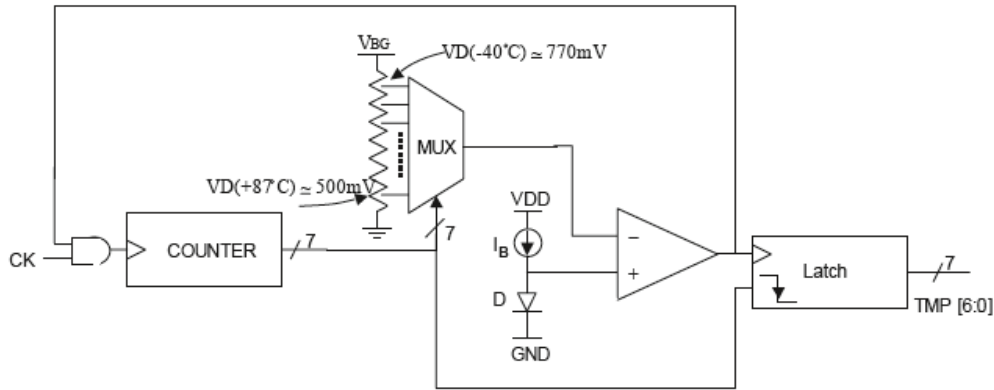 VBG
VD(-40°C) ≃ 770mV
MUX
VD(+87°C) ≃ 500mV
VDD
7
7
IB
−
COUNTER
CK
+
Latch
7
D
TMP [6:0]
GND